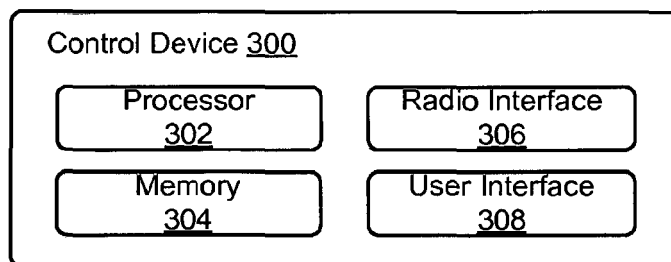 Control Device 300
Processor
302
Radio Interface
306
Memory
304
User Interface
308